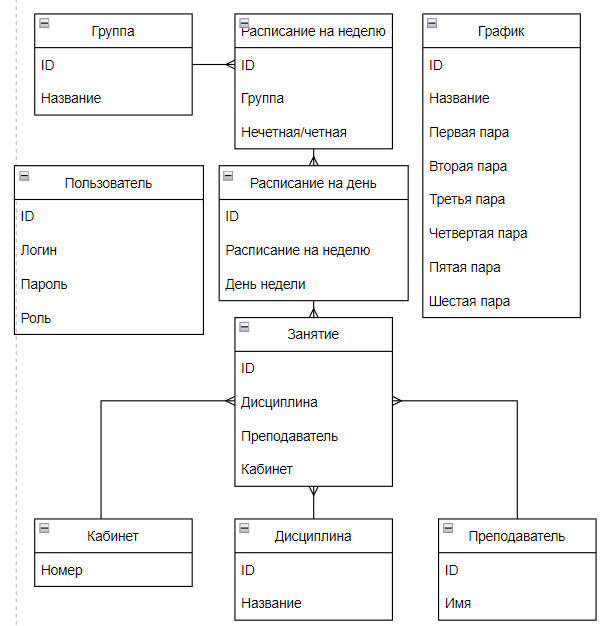 Группа
ID
Название
Расписание на неделю
ID
Группа
Нечетная/четная
График
ID
Название
Первая пара
Вторая пара
Третья пара
Четвертая пара
Пятая пара
Шестая пара
Пользователь
ID
Логин
Пароль
Роль
Расписание на день
ID
Расписание на неделю
День недели
Занятие
ID
Дисциплина
Преподаватель
Кабинет
Кабинет
Номер
Дисциплина
ID
Название
Преподаватель
ID
Имя